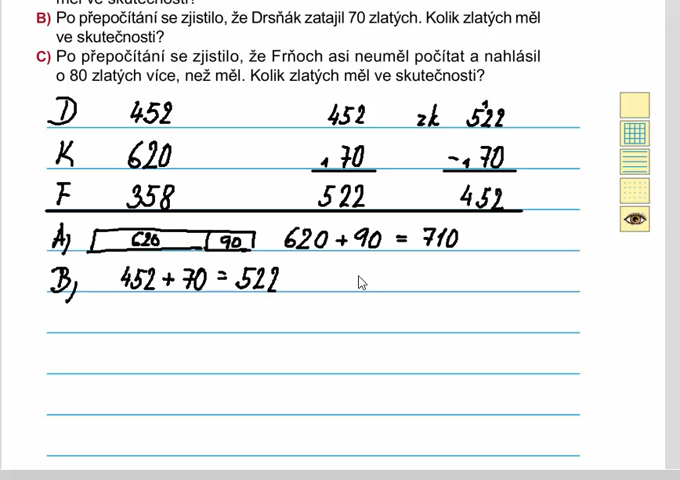 B) Po přepočítání se zjistilo, že Drsňák zatajil 70 zlatých. Kolik zlatých měl
ve skutečnosti?
C) Po přepočítání se zjistilo, že Frňoch asi neuměl počítat a nahlásil
o 80 zlatých více, než měl. Kolik zlatých měl ve skutečnosti?
D 452 452 zk 522
K 620 1 70 -1 70
F 358 522 452
A) 620 90 620 + 90 = 710
B) 452 + 70 = 522